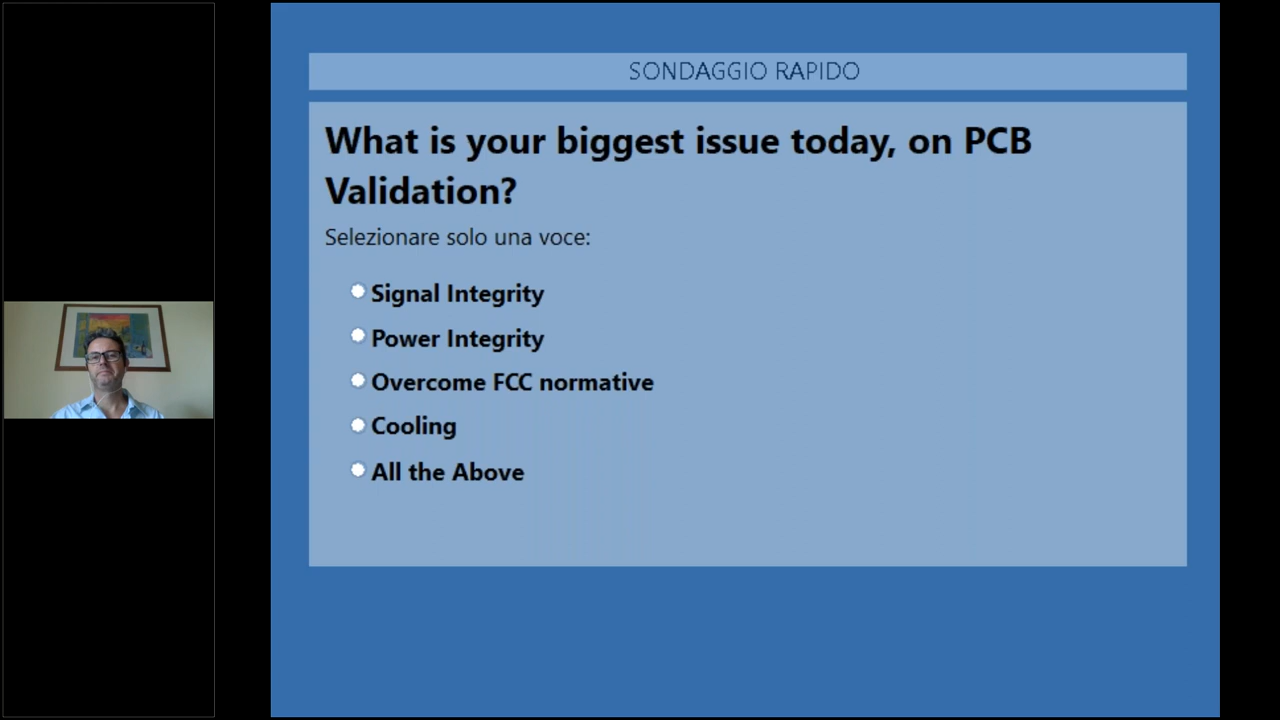 SONDAGGIO RAPIDO
What is your biggest issue today, on PCB
Validation?
Selezionare solo una voce:
Signal Integrity
Power Integrity
Overcome FCC normative
Cooling
All the Above